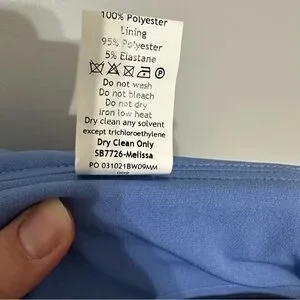 100% Polyester
Lining
95% Polyester
5% Elastane
Do not wash
Do not bleach
Do not dry
Iron low heat
Dry clean any solvent
except trichloroethylene
Dry Clean Only
SB7726-Melissa
PO 031021BW09MM